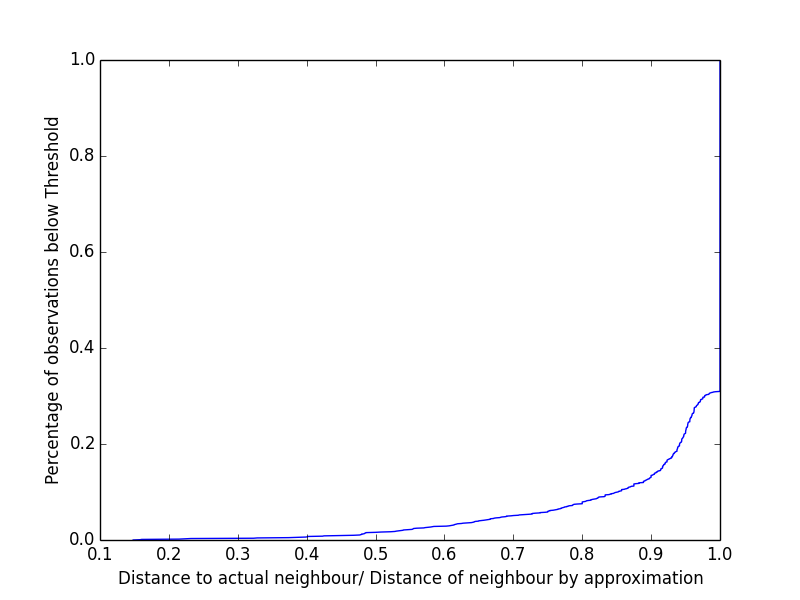 1.0
0.8
0.6
0.4
0.2
0.0
Percentage of observations below Threshold
0.1 0.2 0.3 0.4 0.5 0.6 0.7 0.8 0.9 1.0
Distance to actual neighbour/ Distance of neighbour by approximation